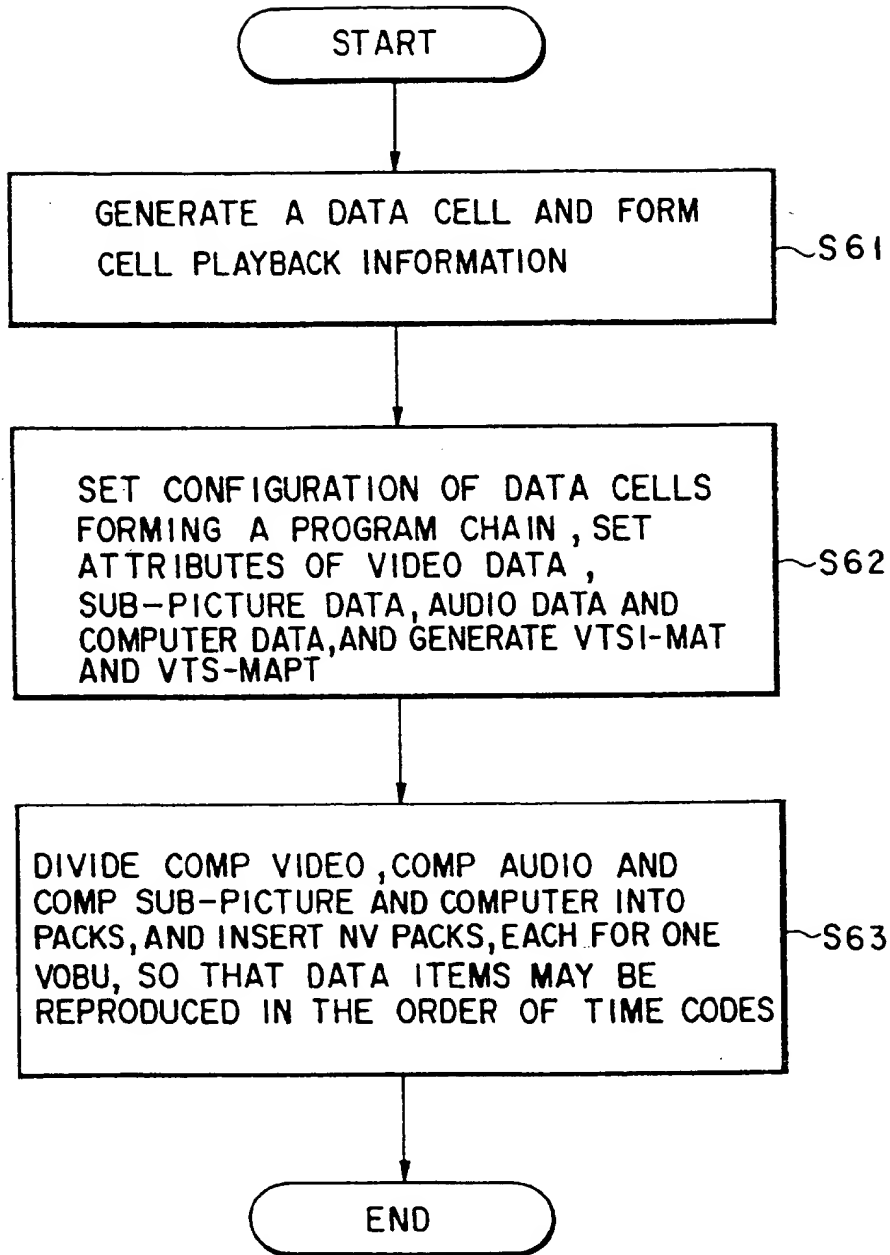 START
GENERATE A DATA CELL AND FORM
CELL PLAYBACK INFORMATION
S61
SET CONFIGURATION OF DATA CELLS
FORMING A PROGRAM CHAIN, SET
ATTRIBUTES OF VIDEO DATA,
SUB-PICTURE DATA, AUDIO DATA AND
COMPUTER DATA, AND GENERATE VTSI-MAT
AND VTS-MAPT
S62
DIVIDE COMP VIDEO, COMP AUDIO AND
COMP SUB-PICTURE AND COMPUTER INTO
PACKS, AND INSERT NV PACKS, EACH FOR ONE
VOBU, SO THAT DATA ITEMS MAY BE
REPRODUCED IN THE ORDER OF TIME CODES
S63
END